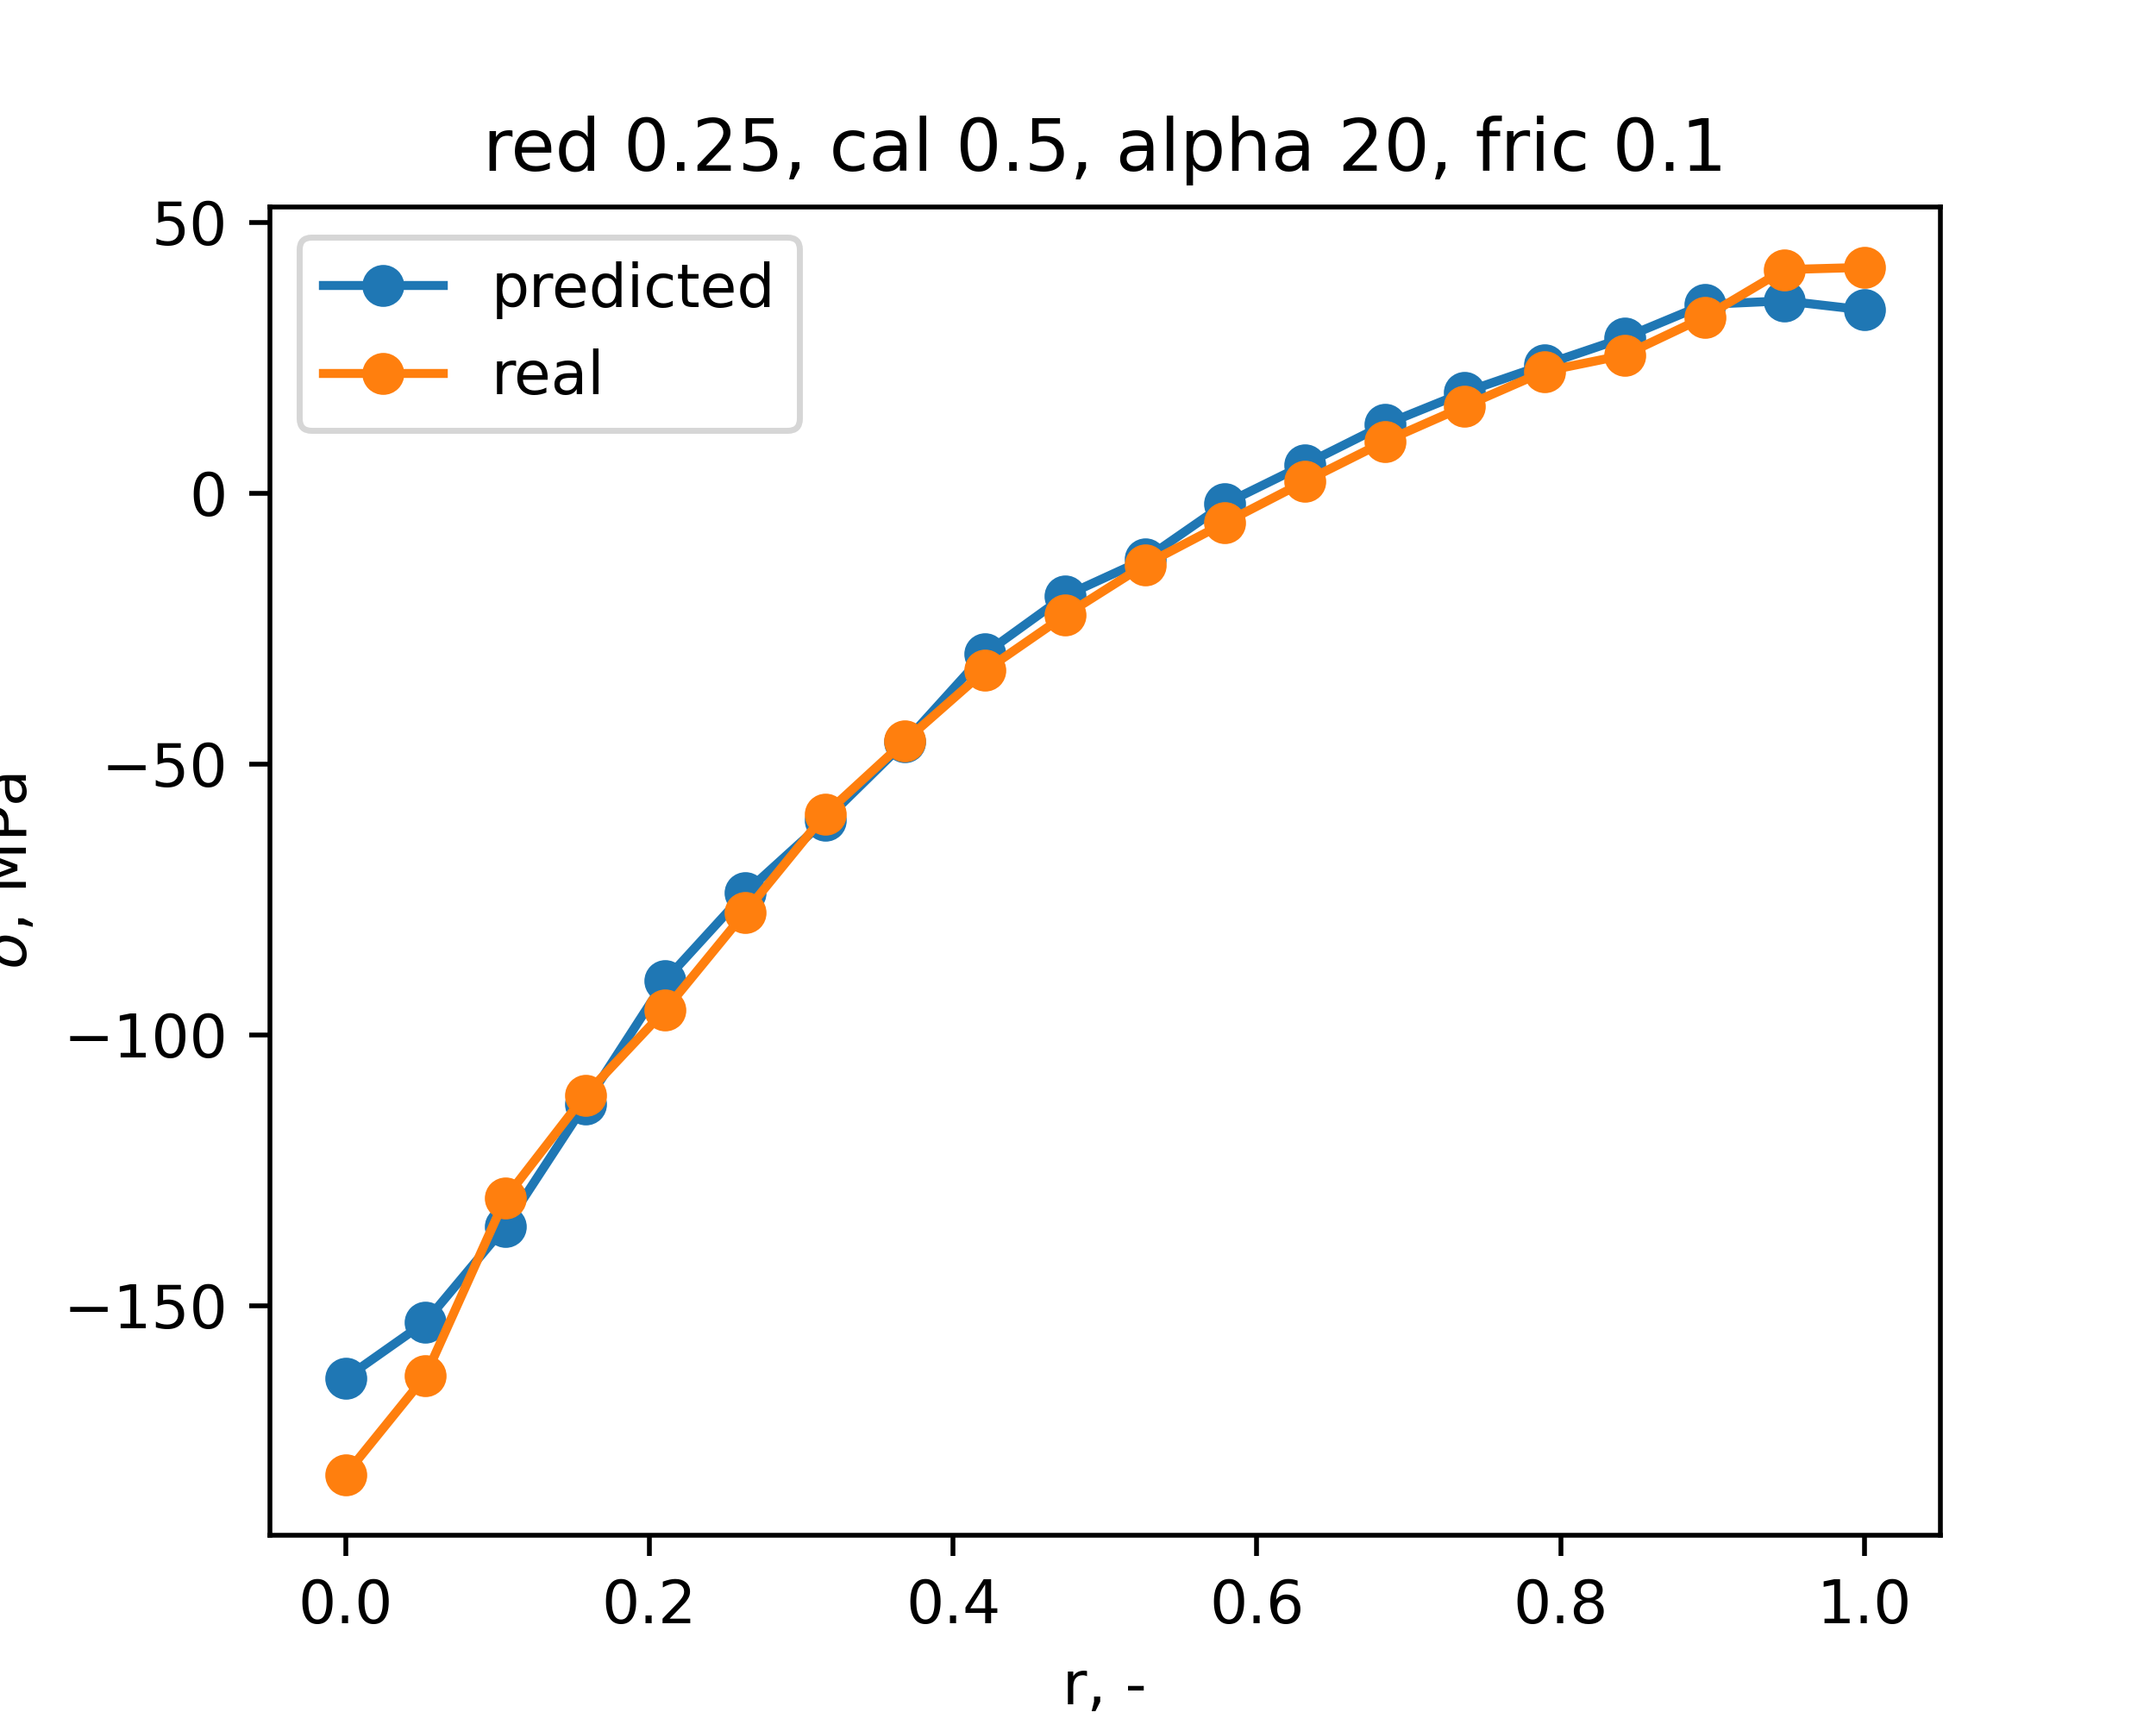 red 0.25, cal 0.5, alpha 20, fric 0.1
predicted
real
50
0
−50
−100
−150
σ, MPa
0.0 0.2 0.4 0.6 0.8 1.0
r, -